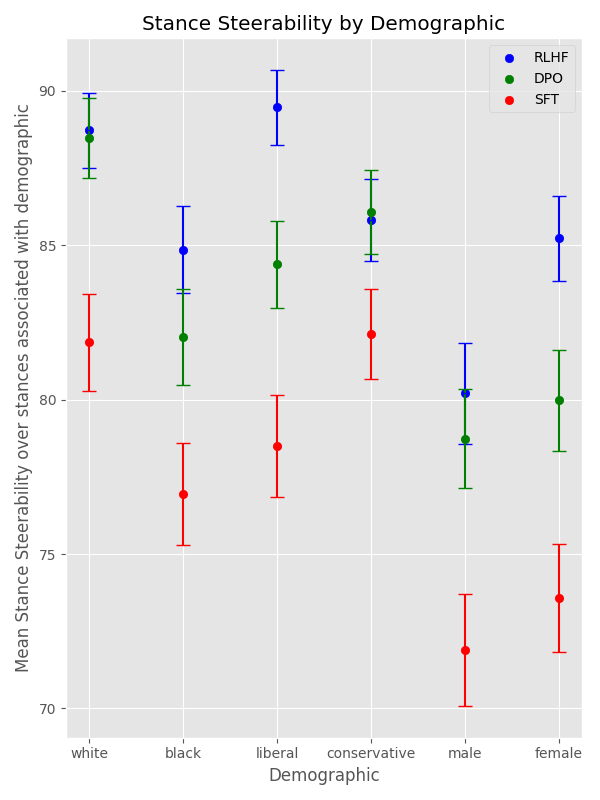 Stance Steerability by Demographic
RLHF
DPO
SFT
Mean Stance Steerability over stances associated with demographic
90
85
80
75
70
white
black
liberal
conservative
male
female
Demographic